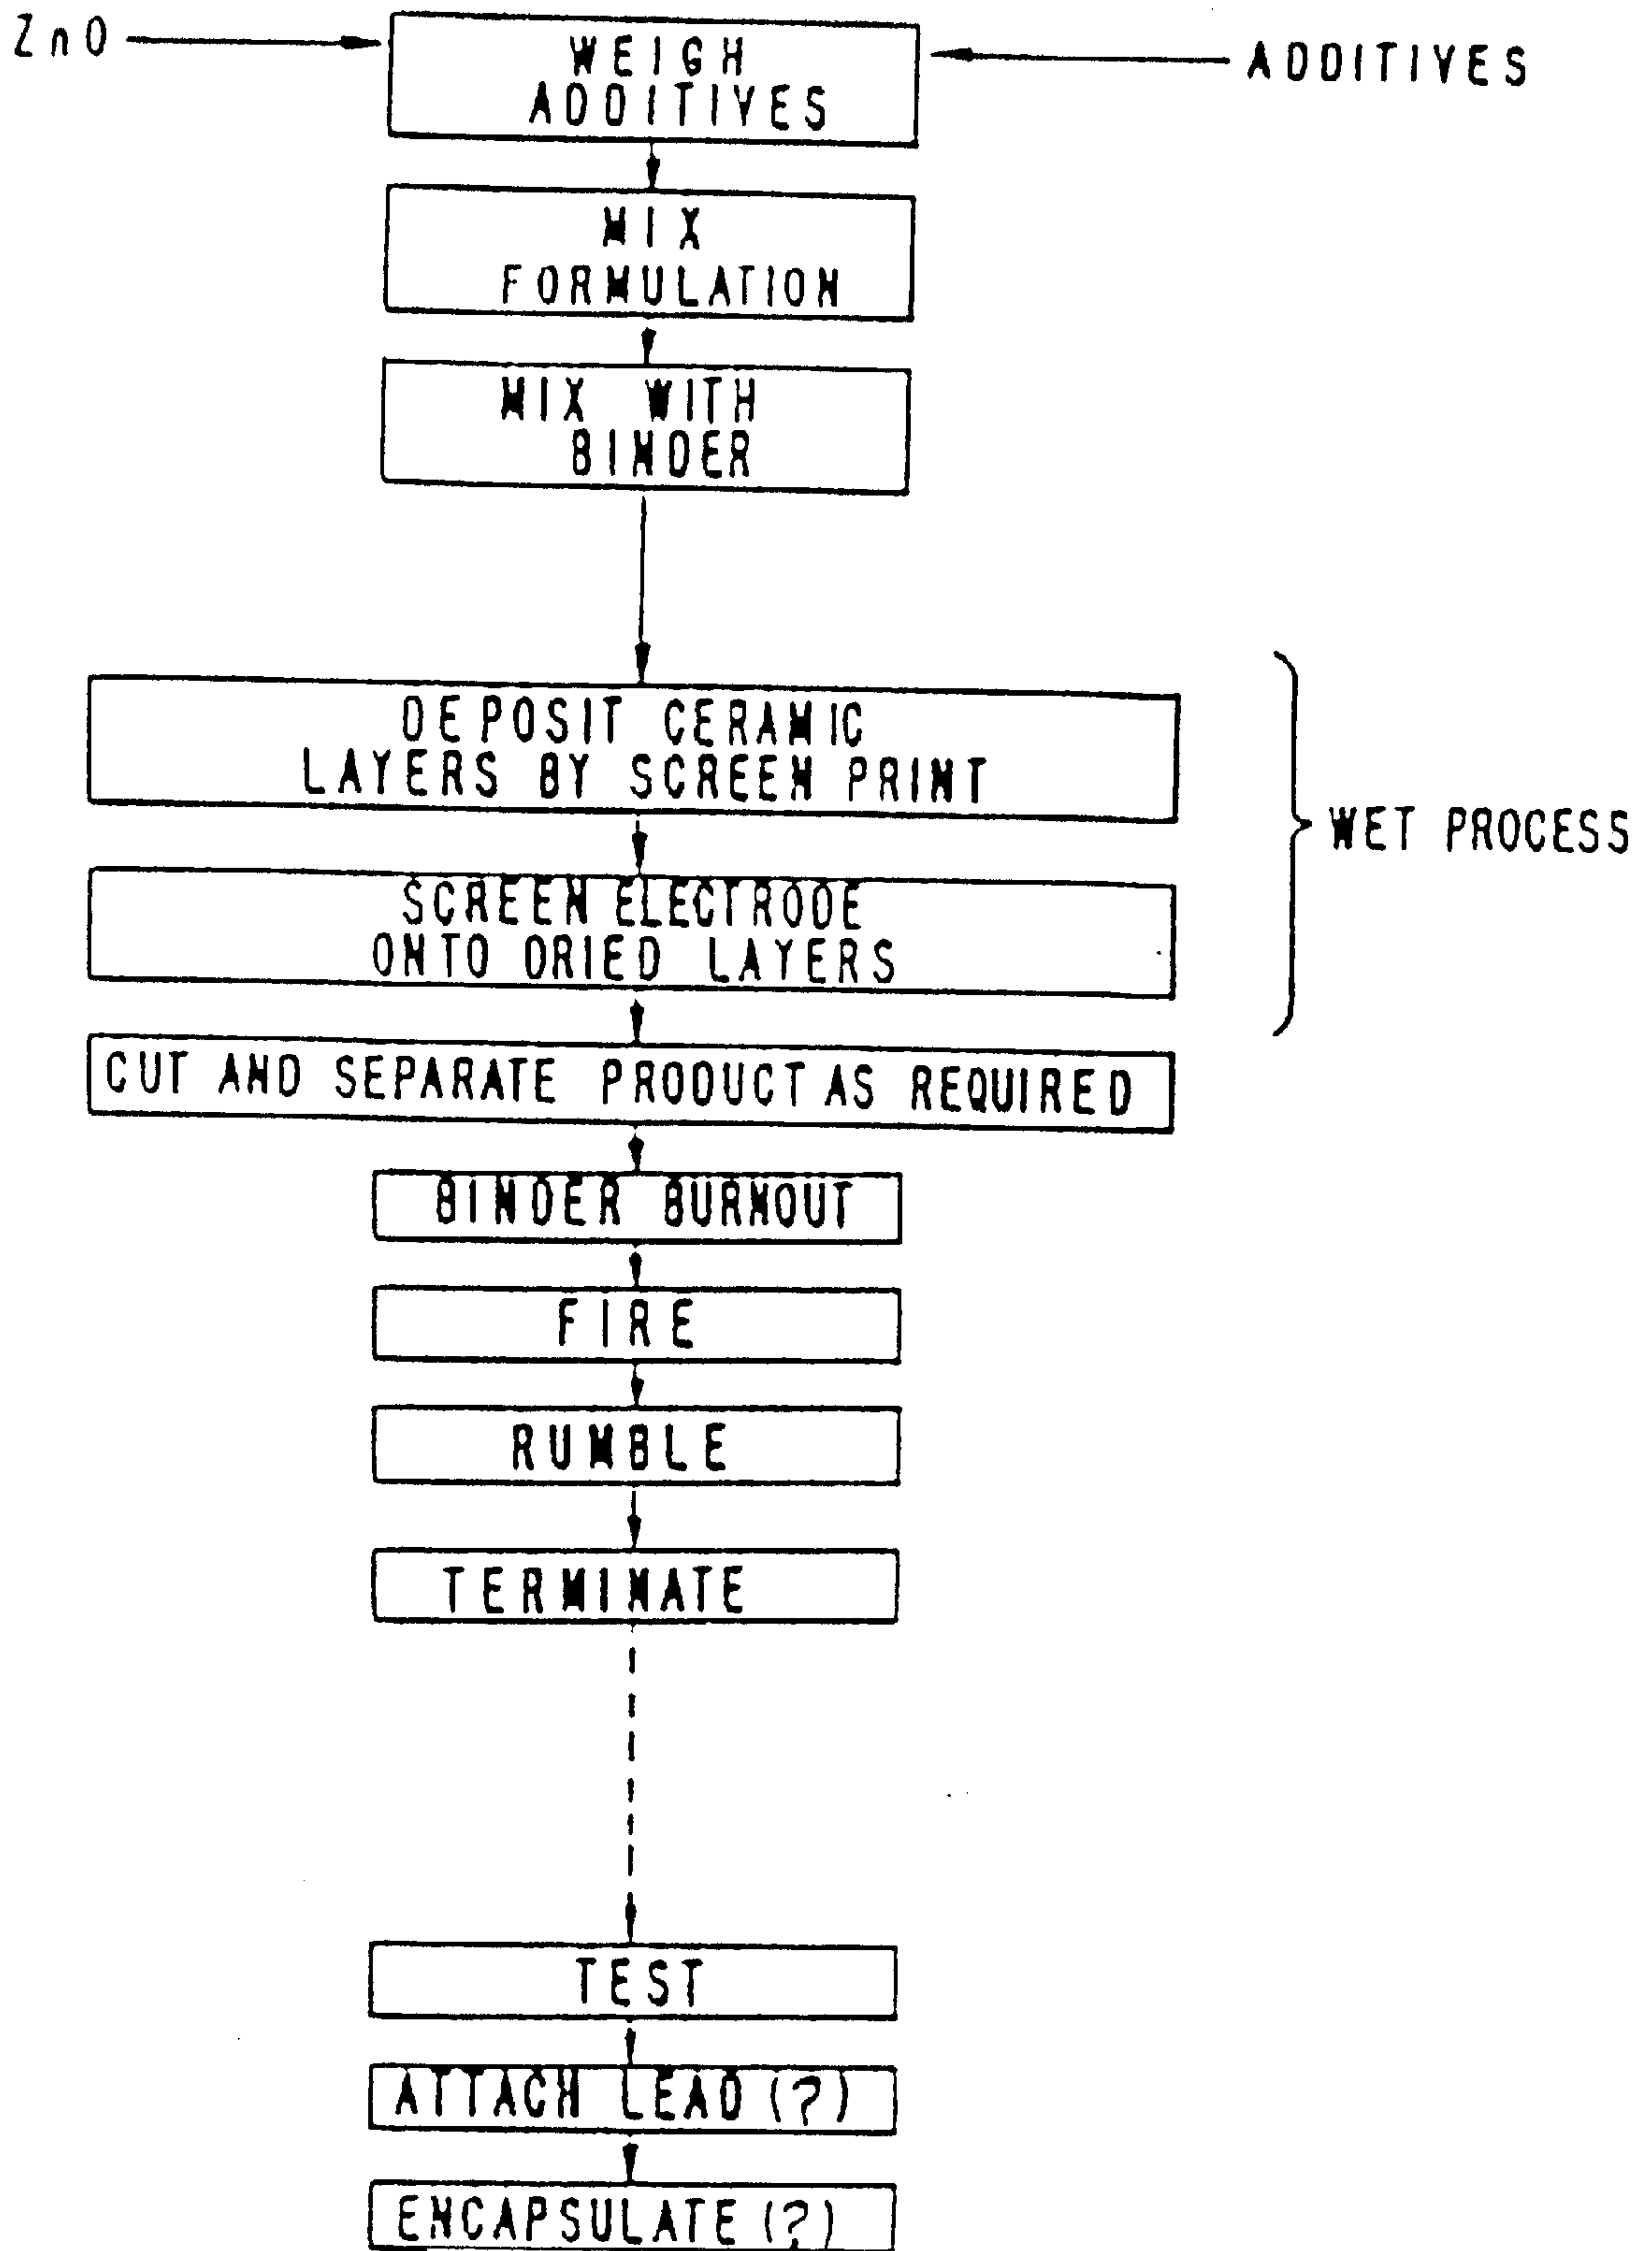 ZnO
WEIGH
ADDITIVES
ADDITIVES
MIX
FORMULATION
MIX WITH
BINDER
DEPOSIT CERAMIC
LAYERS BY SCREEN PRINT
WET PROCESS
SCREEN ELECTRODE
ONTO DRIED LAYERS
CUT AND SEPARATE PRODUCT AS REQUIRED
BINDER BURNOUT
FIRE
RUMBLE
TERMINATE
TEST
ATTACH LEAD (?)
ENCAPSULATE (?)